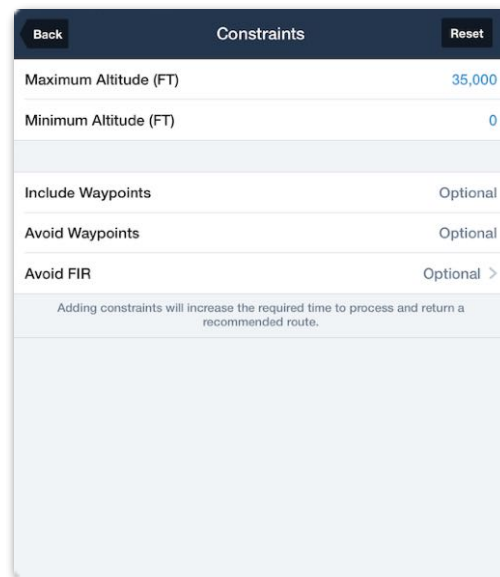 Back Constraints Reset
Maximum Altitude (FT) 35,000
Minimum Altitude (FT) 0
Include Waypoints Optional
Avoid Waypoints Optional
Avoid FIR Optional >
Adding constraints will increase the required time to process and return a
recommended route.